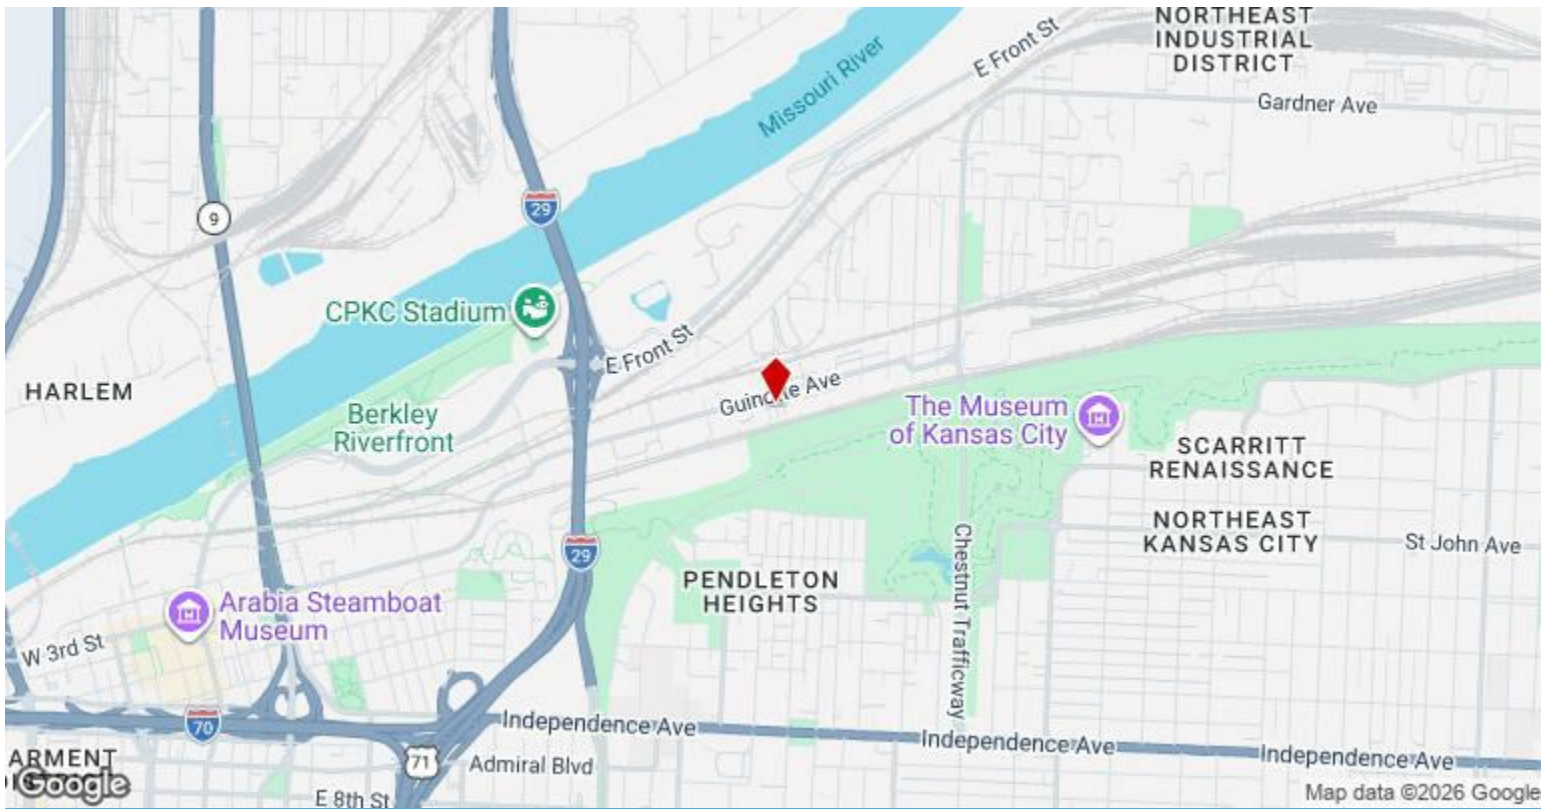 NORTHEAST
INDUSTRIAL
DISTRICT
E Front St
Missouri River
Gardner Ave
9
29
CPKC Stadium
E Front St
HARLEM
Berkley
Riverfront
Ave
The Museum
of Kansas City
SCARRITT
RENAISSANCE
NORTHEAST
KANSAS CITY
St John Ave
29
PENDLETON
HEIGHTS
Chestnut Trafficway
Arabia Steamboat
Museum
W 3rd St
70
Independence Ave
Independence Ave
Independence Ave
71
Admiral Blvd
ARMENT
Google
E 8th St
Map data ©2026 Google